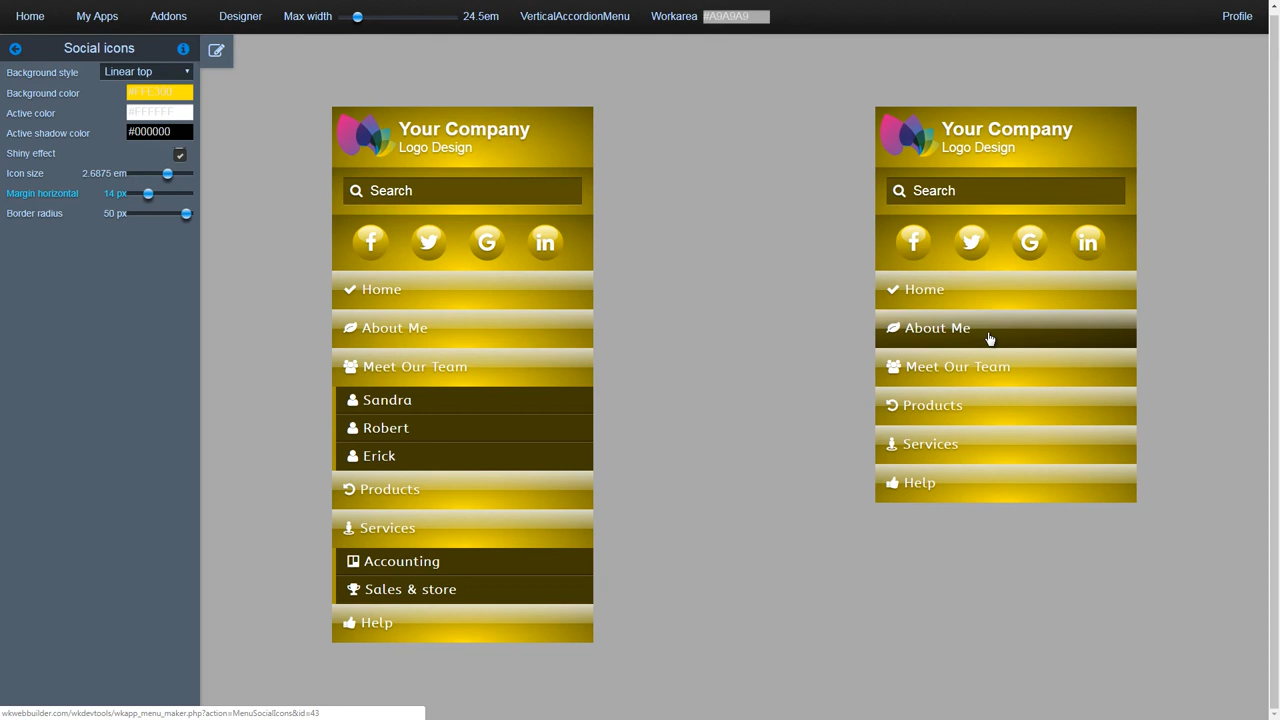 Home My Apps Addons Designer Max width 24.5em VerticalAccordionMenu Workarea #A9A9A9 Profile
Social icons
Background style Linear top
Background color #FFE300
Active color #FFFFFF
Active shadow color #000000
Shiny effect
Icon size 2.6875 em
Margin horizontal 14 px
Border radius 50 px
Your Company
Logo Design
Search
Home
About Me
Meet Our Team
Sandra
Robert
Erick
Products
Services
Accounting
Sales & store
Help
Your Company
Logo Design
Search
Home
About Me
Meet Our Team
Products
Services
Help
wkwebbuilder.com/wkdevtools/wkapp_menu_maker.php?action=MenuSocialIcons&id=43